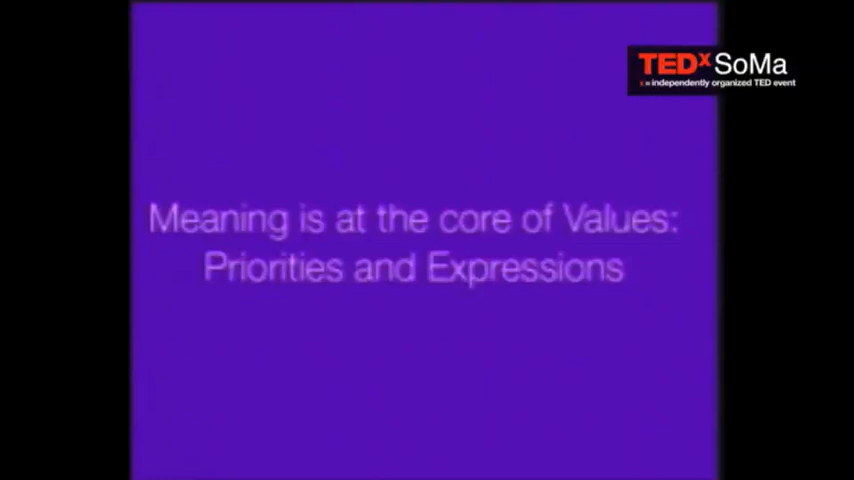 TEDxSoMa
x = independently organized TED event
Meaning is at the core of Values:
Priorities and Expressions